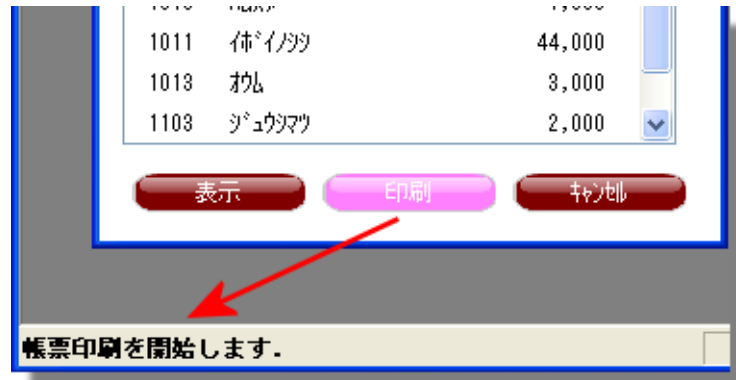 1011 ｲﾎﾞｲﾉｼｼ 44,000
1013 ｵｳﾑ 3,000
1103 ｼﾞｭｳｼﾏﾂ 2,000
表示 印刷 ｷｬﾝｾﾙ
帳票印刷を開始します.